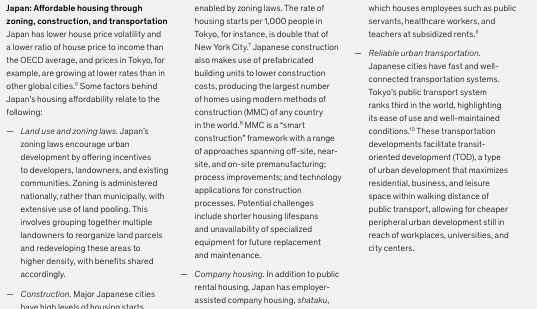 Japan: Affordable housing through
zoning, construction, and transportation
Japan has lower house price volatility and
a lower ratio of house price to income than
the OECD average, and prices in Tokyo, for
example, are growing at lower rates than in
other global cities.⁶ Some factors behind
Japan's housing affordability relate to the
following:
— Land use and zoning laws. Japan's
zoning laws encourage urban
development by offering incentives
to developers, landowners, and existing
communities. Zoning is administered
nationally, rather than municipally, with
extensive use of land pooling. This
involves grouping together multiple
landowners to reorganize land parcels
and redeveloping these areas to
higher density, with benefits shared
accordingly.
— Construction. Major Japanese cities
have high levels of housing starts
enabled by zoning laws. The rate of
housing starts per 1,000 people in
Tokyo, for instance, is double that of
New York City.⁷ Japanese construction
also makes use of prefabricated
building units to lower construction
costs, producing the largest number
of homes using modern methods of
construction (MMC) of any country
in the world.⁸ MMC is a "smart
construction" framework with a range
of approaches spanning off-site, near-
site, and on-site premanufacturing;
process improvements; and technology
applications for construction
processes. Potential challenges
include shorter housing lifespans
and unavailability of specialized
equipment for future replacement
and maintenance.
— Company housing. In addition to public
rental housing, Japan has employer-
assisted company housing, shataku,
which houses employees such as public
servants, healthcare workers, and
teachers at subsidized rents.⁹
— Reliable urban transportation.
Japanese cities have fast and well-
connected transportation systems.
Tokyo's public transport system
ranks third in the world, highlighting
its ease of use and well-maintained
conditions.¹⁰ These transportation
developments facilitate transit-
oriented development (TOD), a type
of urban development that maximizes
residential, business, and leisure
space within walking distance of
public transport, allowing for cheaper
peripheral urban development still in
reach of workplaces, universities, and
city centers.